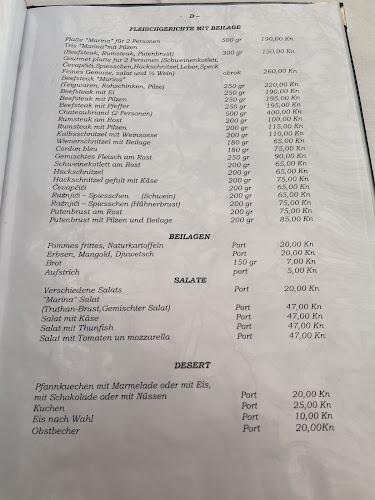 D –
FLEISCHGERICHTE MIT BEILAGE
Platte "Marina" für 2 Personen 500 gr 190,00 Kn
Tris "Marina"mit Pilzen
(Beefsteak, Rumsteak, Putenbrust) 300 gr 150,00 Kn
Gourmet platte fur 2 Personen (Schweinenkotlett,
Čevapčiči,Spiesschen,Hackschnitzel,Leber,Speck
Feines Gemuse, salat und ½ Wein) obrok 260,00 Kn
Beefsteak "Marina"
(Teigwaren, Rohschinken, Pilze) 250 gr 220,00 Kn
Beefsteak mit Ei 250 gr 190,00 Kn
Beefsteak mit Pilzen 250 gr 195,00 Kn
Beefsteak mit Pfeffer 250 gr 195,00 Kn
Chateaubriand (2 Personen) 500 gr 400,00 Kn
Rumsteak am Rost 200 gr 100,00 Kn
Rumsteak mit Pilzen 200 gr 115,00 Kn
Kalbsschnitzel mit Weinsosse 200 gr 110,00 Kn
Wienerschnitzel mit Beilage 180 gr 65,00 Kn
Cordon bleu 180 gr 75,00 Kn
Gemischtes Fleisch am Rost 250 gr 90,00 Kn
Schweinekotlett am Rost 200 gr 65,00 Kn
Hackschnitzel 200 gr 65,00 Kn
Hackschnitzel gefult mit Käse 200 gr 75,00 Kn
Čevapčiči 200 gr 65,00 Kn
Ražnjići – Spiesschen (Schwein) 200 gr 65,00 Kn
Ražnjići – Spiesschen (Hühnerbrust) 200 gr 75,00 Kn
Putenbrust am Rost 200 gr 75,00 Kn
Putenbrust mit Pilzen und Beilage 200 gr 85,00 Kn
BEILAGEN
Pommes frittes, Naturkartoffeln Port 20,00 Kn
Erbsen, Mangold, Djuwetsch Port 20,00 Kn
Brot 150 gr 7,00 Kn
Aufstrich port 5,00 Kn
SALATE
Verschiedene Salats Port 20,00 Kn
"Marina" Salat
(Truthan-Brust,Gemischter Salat) Port 47,00 Kn
Salat mit Käse Port 47,00 Kn
Salat mit Thunfish Port 47,00 Kn
Salat mit Tomaten un mozzarella Port 47,00 Kn
DESERT
Pfannkuechen mit Marmelade oder mit Eis,
mit Schokolade oder mit Nüssen Port 20,00 Kn
Kuchen Port 25,00 Kn
Eis nach Wahl Port 10,00 Kn
Obstbecher Port 20,00Kn